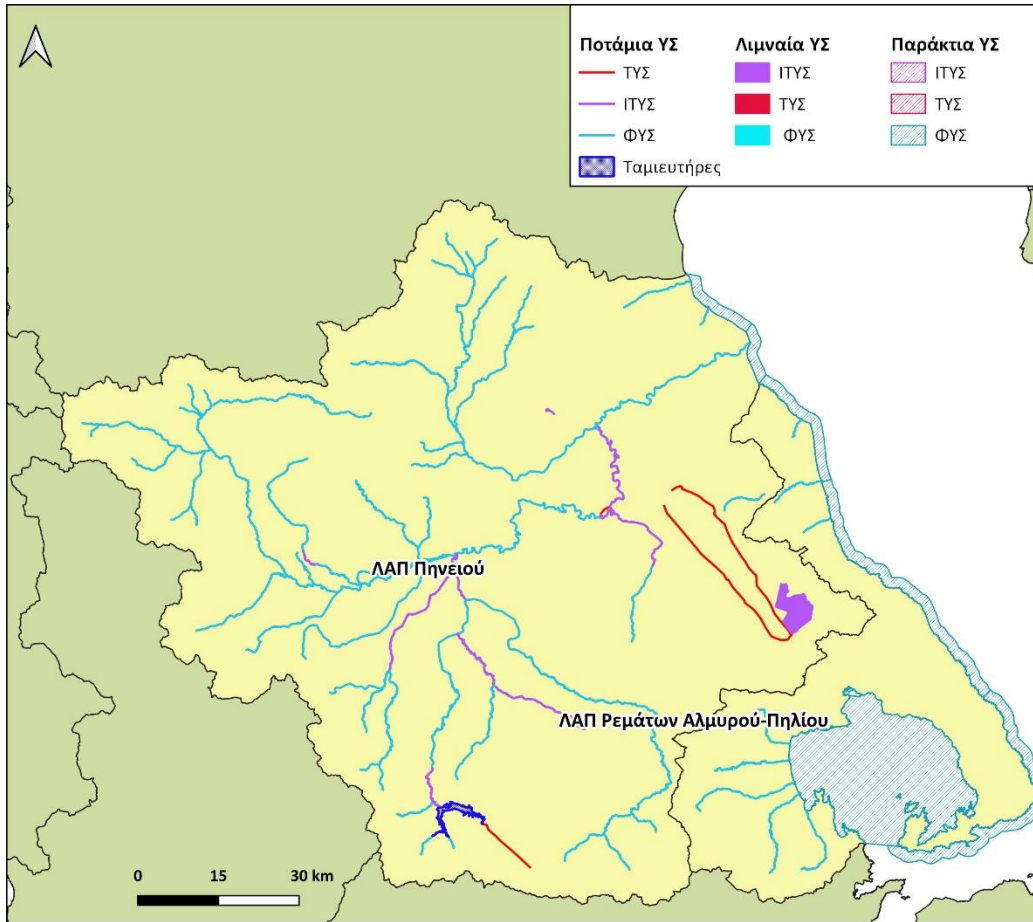 Ποτάμια ΥΣ
Λιμναία ΥΣ
Παράκτια ΥΣ
ΤΥΣ
ΙΤΥΣ
ΙΤΥΣ
ΙΤΥΣ
ΤΥΣ
ΤΥΣ
ΦΥΣ
ΦΥΣ
ΦΥΣ
Ταμιευτήρες
ΛΑΠ Πηνειού
ΛΑΠ Ρεμάτων Αλμυρού-Πηλίου
0 15 30 km